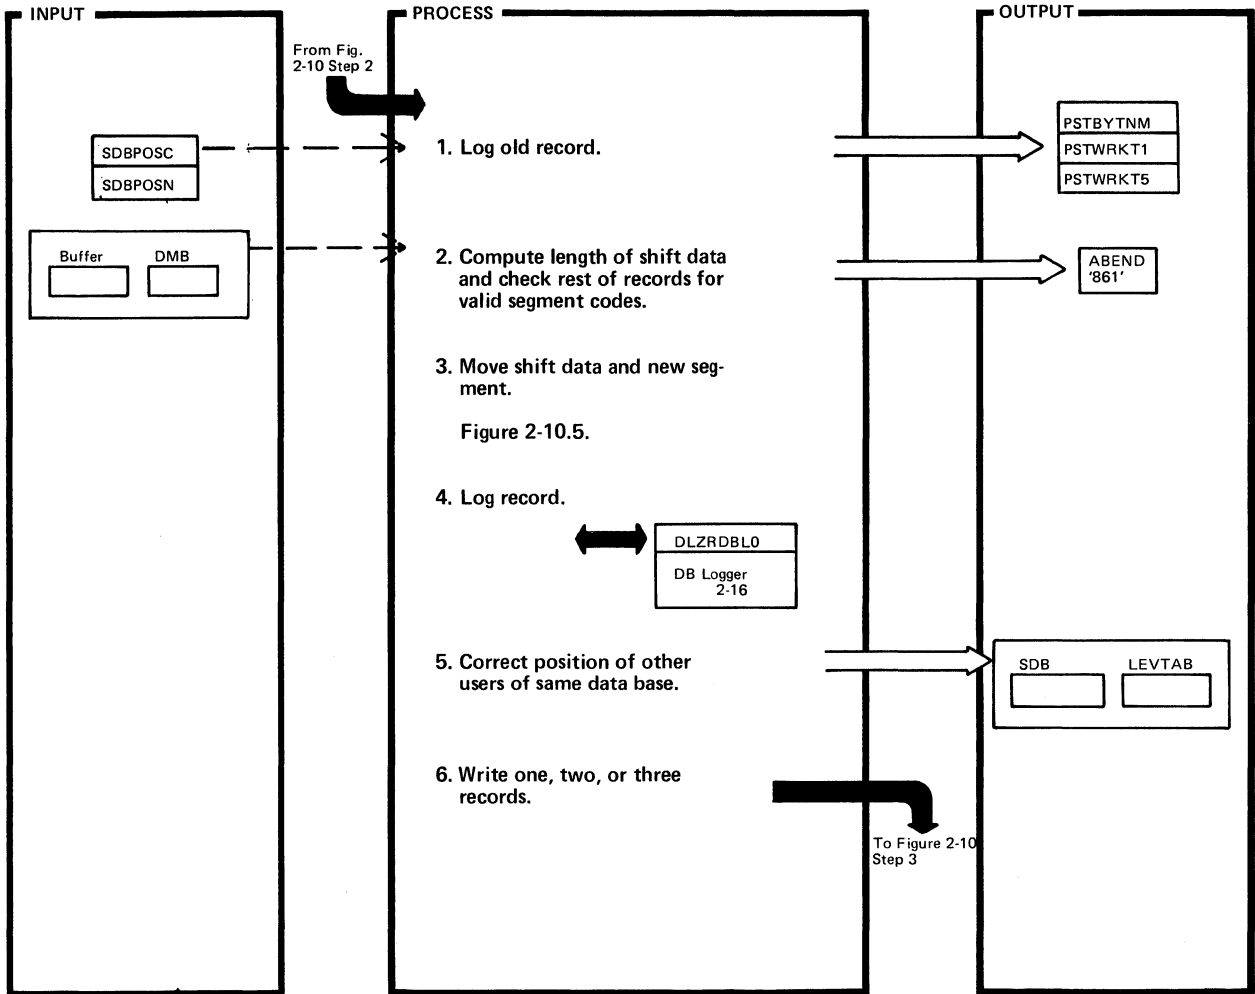 INPUT
PROCESS
OUTPUT
From Fig.
2-10 Step 2
SDBPOSC
SDBPOSN
1. Log old record.
PSTBYTNM
PSTWRKT1
PSTWRKT5
Buffer DMB
2. Compute length of shift data
and check rest of records for
valid segment codes.
ABEND
'861'
3. Move shift data and new seg-
ment.
Figure 2-10.5.
4. Log record.
DLZRDBL0
DB Logger
2-16
5. Correct position of other
users of same data base.
SDB LEVTAB
6. Write one, two, or three
records.
To Figure 2-10
Step 3